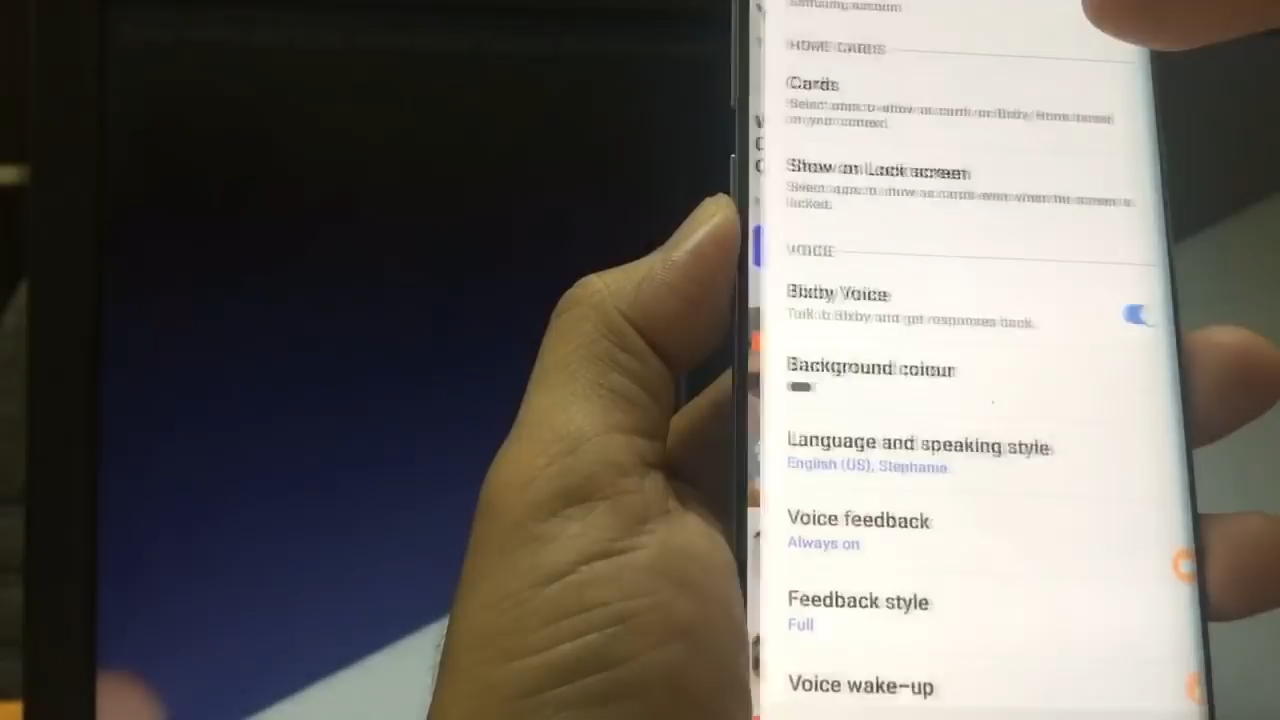 Samsung account
HOME CARDS
Cards
Select apps to show as cards on Bixby Home based
on your context.
Show on Lock screen
Select apps to show as cards even when the screen is
locked.
VOICE
Bixby Voice
Talk to Bixby and get responses back.
Background colour
Language and speaking style
English (US), Stephanie
Voice feedback
Always on
Feedback style
Full
Voice wake-up